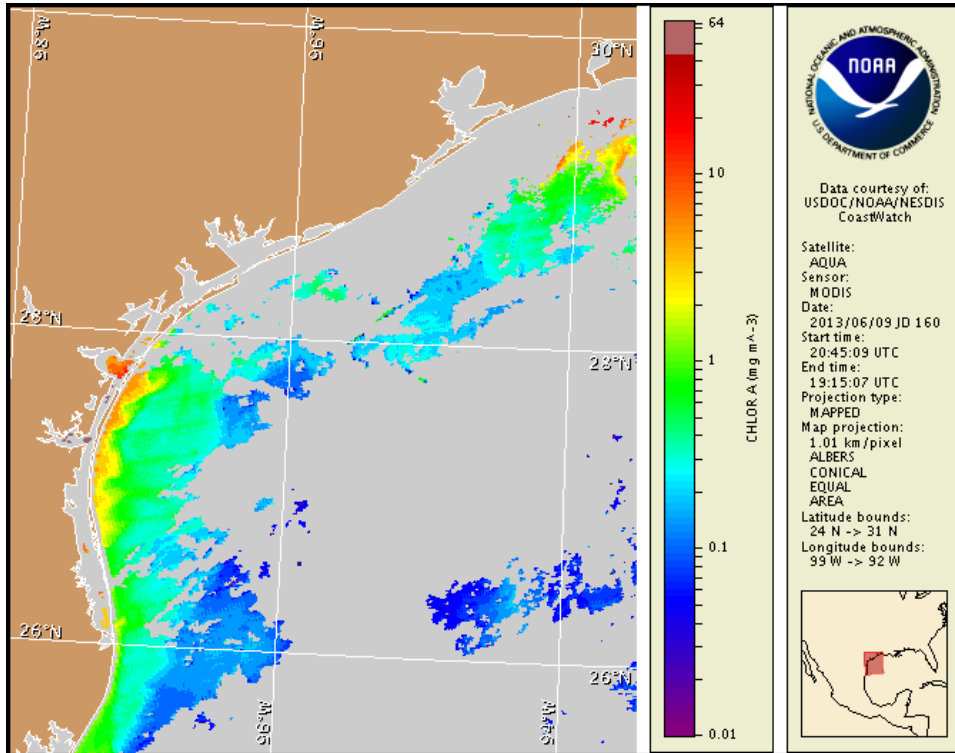 98°W
96°W
30°N
28°N
28°N
26°N
26°N
96°W
94°W
64
10
1
0.1
0.01
CHLOR A (mg m^-3)
NATIONAL OCEANIC AND ATMOSPHERIC ADMINISTRATION
NOAA
U.S. DEPARTMENT OF COMMERCE
Data courtesy of:
USDOC/NOAA/NESDIS
CoastWatch
Satellite:
AQUA
Sensor:
MODIS
Date:
2013/06/09 JD 160
Start time:
20:45:09 UTC
End time:
19:15:07 UTC
Projection type:
MAPPED
Map projection:
1.01 km/pixel
ALBERS
CONICAL
EQUAL
AREA
Latitude bounds:
24 N -> 31 N
Longitude bounds:
99 W -> 92 W